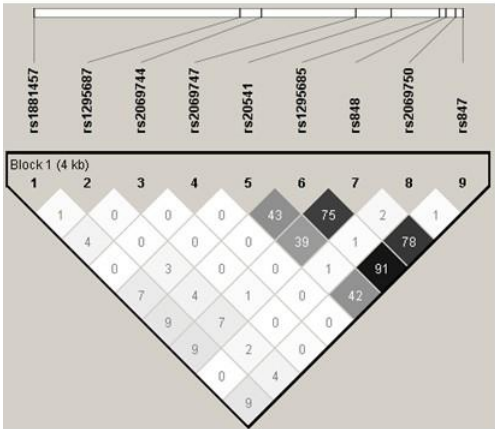 rs1881457
rs1295687
rs2069744
rs2069747
rs20541
rs1295685
rs848
rs2069750
rs847
Block 1 (4 kb)
1 2 3 4 5 6 7 8 9
1 0 0 0 43 75 2 1
4 0 0 0 39 1 78
0 3 0 0 1 91
7 4 1 0 42
9 7 0 0
9 2 0
0 4
9